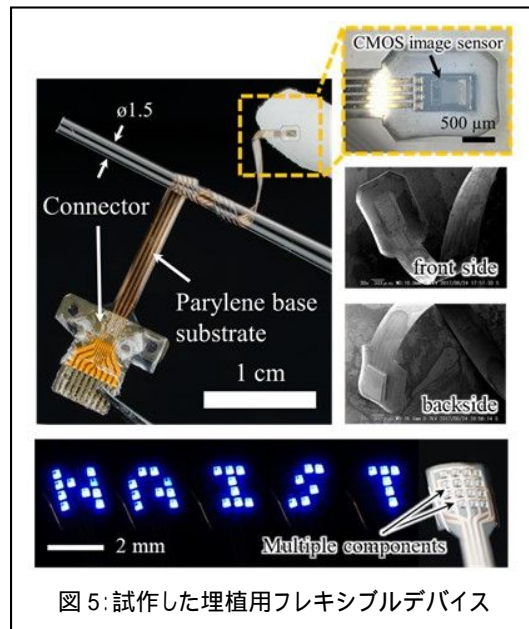 CMOS image sensor
500 µm
ø1.5
Connector
Parylene base
substrate
1 cm
front side
backside
N A I S T
2 mm
Multiple components
図 5：試作した埋植用フレキシブルデバイス